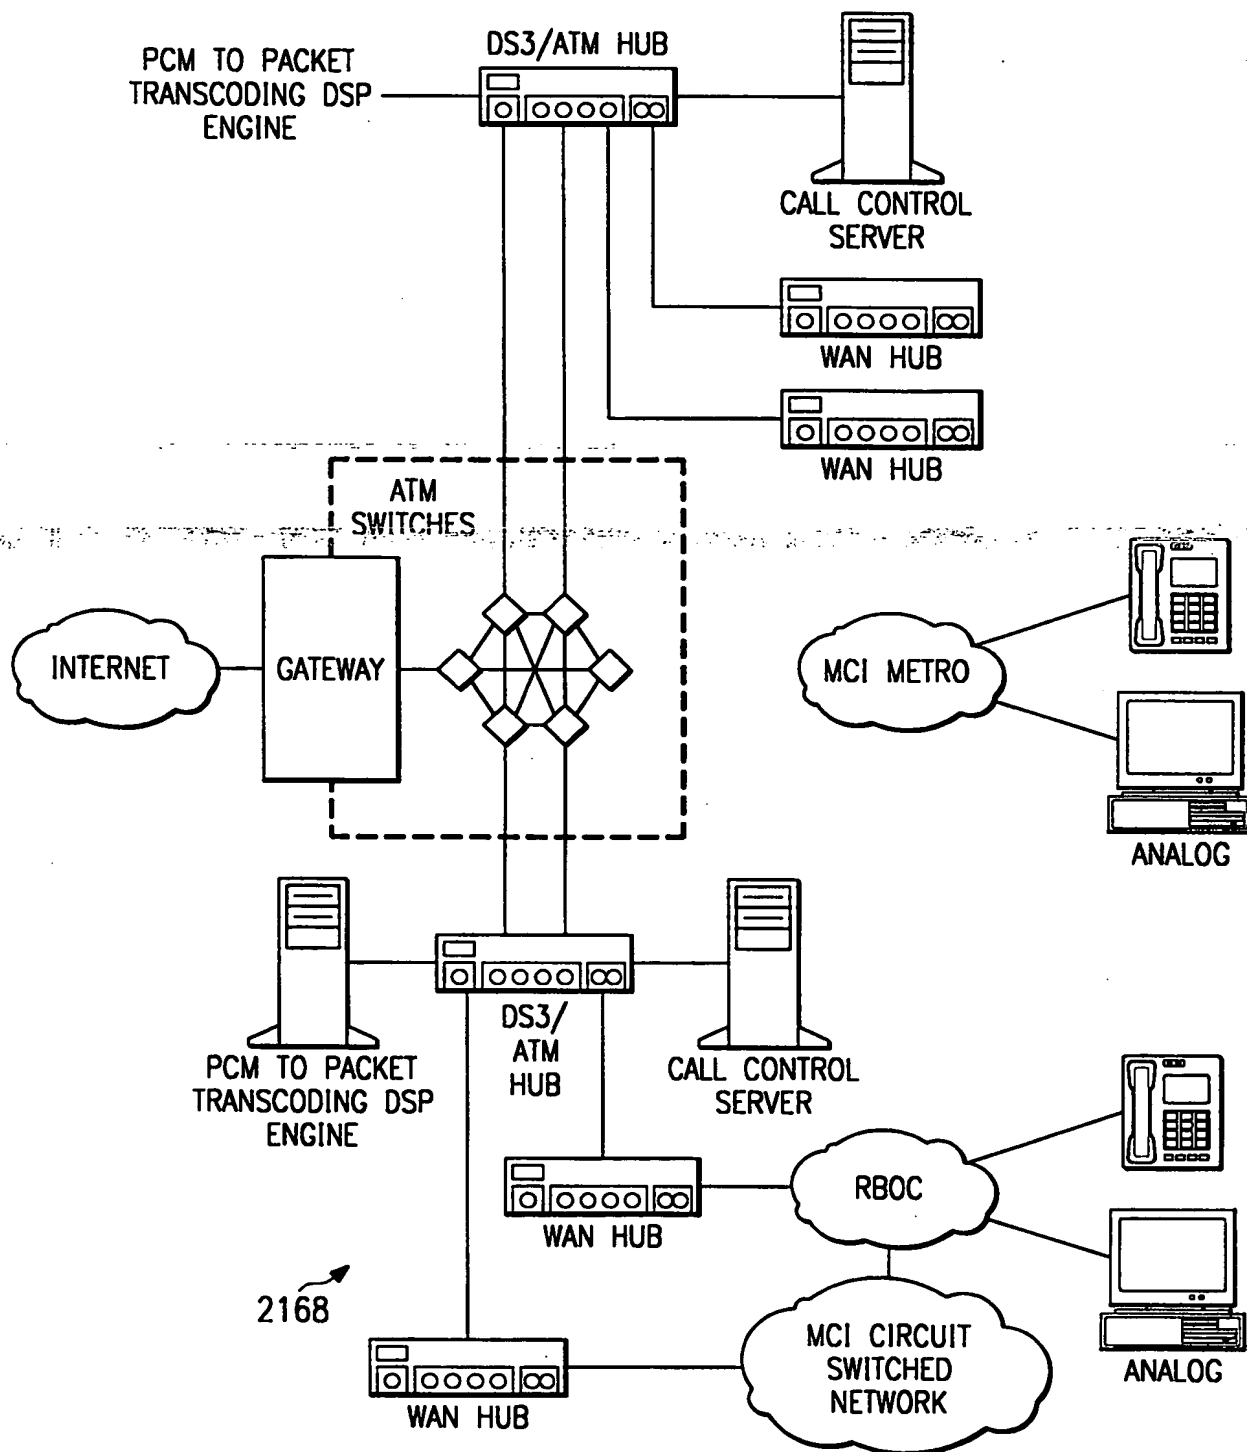 DS3/ATM HUB
PCM TO PACKET
TRANSCODING DSP
ENGINE
CALL CONTROL
SERVER
WAN HUB
WAN HUB
ATM
SWITCHES
INTERNET
GATEWAY
MCI METRO
ANALOG
DS3/
ATM
HUB
PCM TO PACKET
TRANSCODING DSP
ENGINE
CALL CONTROL
SERVER
WAN HUB
RBOC
2168
MCI CIRCUIT
SWITCHED
NETWORK
ANALOG
WAN HUB